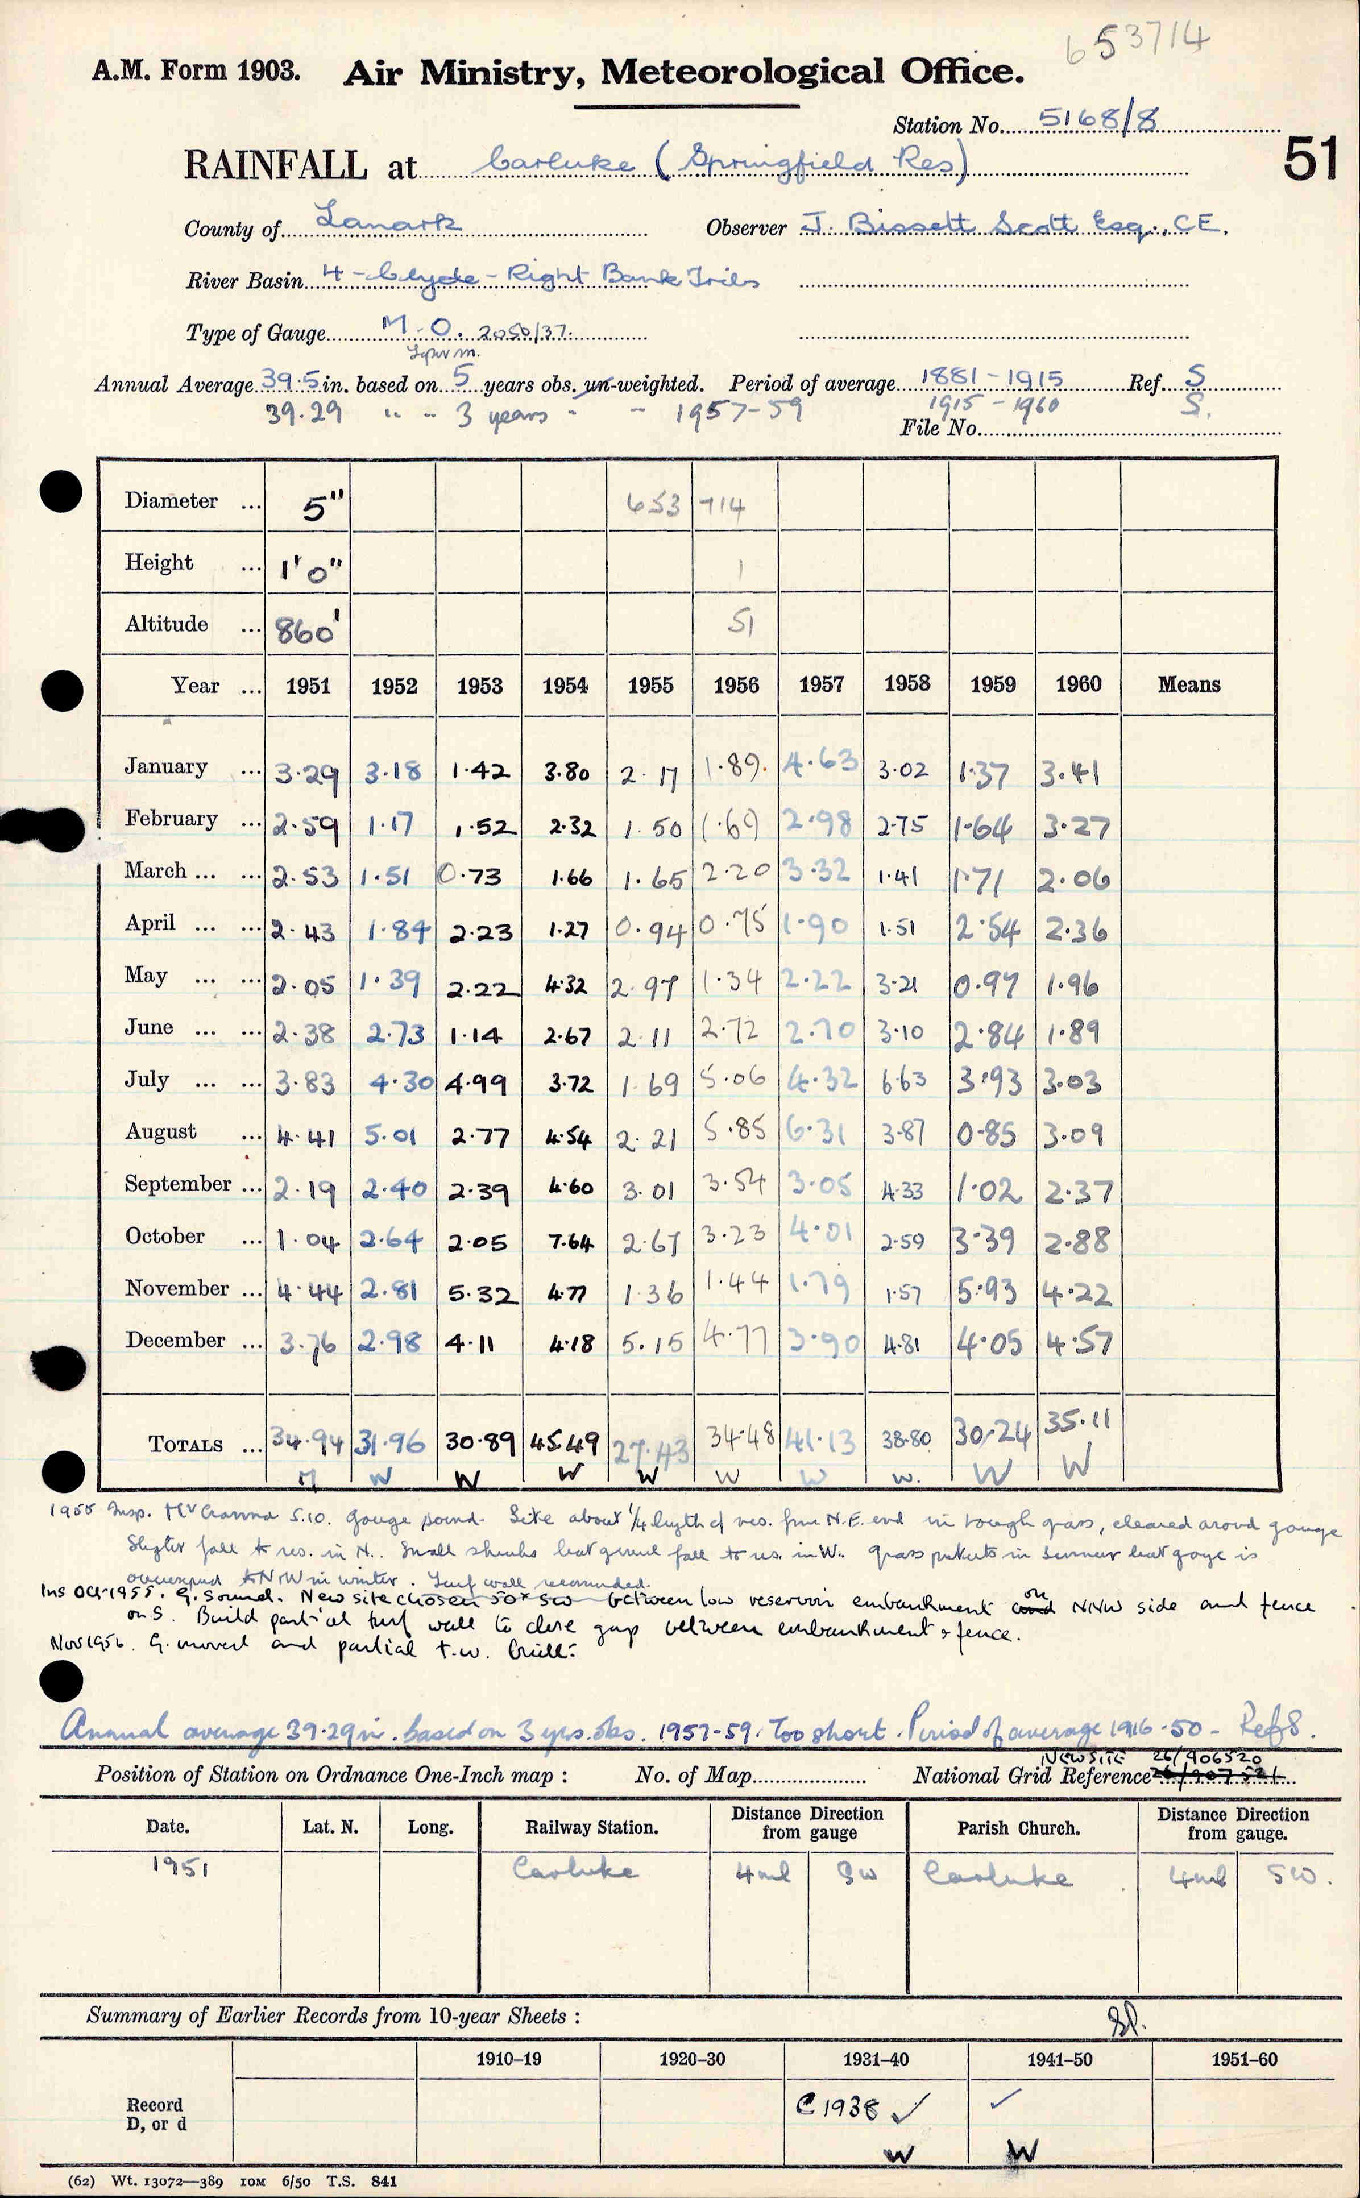 653714
A.M. Form 1903. Air Ministry, Meteorological Office.
Station No. 5168/8
RAINFALL at Carluke (Springfield Res) 51
County of Lanark Observer J. Bissett Scott Esq., C.E.
River Basin 4 - Clyde - Right Bank Tribs
Type of Gauge M.O. 2050/37.
Annual Average 39.5 in. based on 5 years obs. un-weighted. Period of average 1881-1915 Ref. S
39.29 " " 3 years " " 1957-59 1915-1960 S.
File No.
Diameter ... 5" 653 714
Height ... 1'0" 1
Altitude ... 860' 51
Year ... 1951 1952 1953 1954 1955 1956 1957 1958 1959 1960 Means
January ... 3.29 3.18 1.42 3.80 2.17 1.89 4.63 3.02 1.37 3.41
February ... 2.59 1.17 1.52 2.32 1.50 1.69 2.98 2.75 1.64 3.27
March ... ... 2.53 1.51 0.73 1.66 1.65 2.20 3.32 1.41 1.71 2.06
April ... ... 2.43 1.84 2.23 1.27 0.94 0.75 1.90 1.51 2.54 2.36
May ... ... 2.05 1.39 2.22 4.32 2.97 1.34 2.22 3.21 0.97 1.96
June ... ... 2.38 2.73 1.14 2.67 2.11 2.72 2.70 3.10 2.84 1.89
July ... ... 3.83 4.30 4.99 3.72 1.69 5.06 4.32 6.63 3.93 3.03
August ... 4.41 5.01 2.77 4.54 2.21 5.85 6.31 3.87 0.85 3.09
September ... 2.19 2.40 2.39 4.60 3.01 3.54 3.05 4.33 1.02 2.37
October ... 1.04 2.64 2.05 7.64 2.67 3.23 4.01 2.59 3.39 2.88
November ... 4.44 2.81 5.32 4.77 1.36 1.44 1.79 1.57 5.93 4.22
December ... 3.76 2.98 4.11 4.18 5.15 4.77 3.90 4.81 4.05 4.57
TOTALS ... 34.94 31.96 30.89 45.49 27.43 34.48 41.13 38.80 30.24 35.11
W W W W W W W W W
1955 Insp. 5.10. Gauge sound. Site about 1/4 length of res. from N.E. end in rough grass, cleared around gauge
fall to res. in N. Small shrubs but general fall to res. in W. in summer but gauge is
overexposed to NW in winter. Turf wall recommended.
Ins Oct 1955. G. Sound. New site chosen 50x SW between low reservoir embankment on NNW side and fence
on S. Build partial turf wall to close gap between embankment & fence.
Nov 1956. G. moved and partial t.w. built.
Annual average 39.29 in. based on 3 yrs. obs. 1957-59. Too short. Period of average 1916-50 - Ref S.
NEW SITE 26/906520
Position of Station on Ordnance One-Inch map : No. of Map National Grid Reference 26/907521
Date. Lat. N. Long. Railway Station. Distance Direction from gauge Parish Church. Distance Direction from gauge.
1951 Carluke 4ml SW Carluke 4ml SW.
Summary of Earlier Records from 10-year Sheets :
1910-19 1920-30 1931-40 1941-50 1951-60
Record D, or d C 1938 ✓ ✓
W W
(62) Wt. 13072—389 10M 6/50 T.S. 841